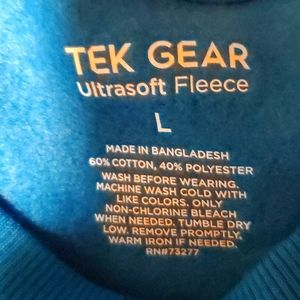 TEK GEAR
Ultrasoft Fleece
L
MADE IN BANGLADESH
60% COTTON, 40% POLYESTER
WASH BEFORE WEARING.
MACHINE WASH COLD WITH
LIKE COLORS. ONLY
NON-CHLORINE BLEACH
WHEN NEEDED. TUMBLE DRY
LOW. REMOVE PROMPTLY.
WARM IRON IF NEEDED.
RN#73277